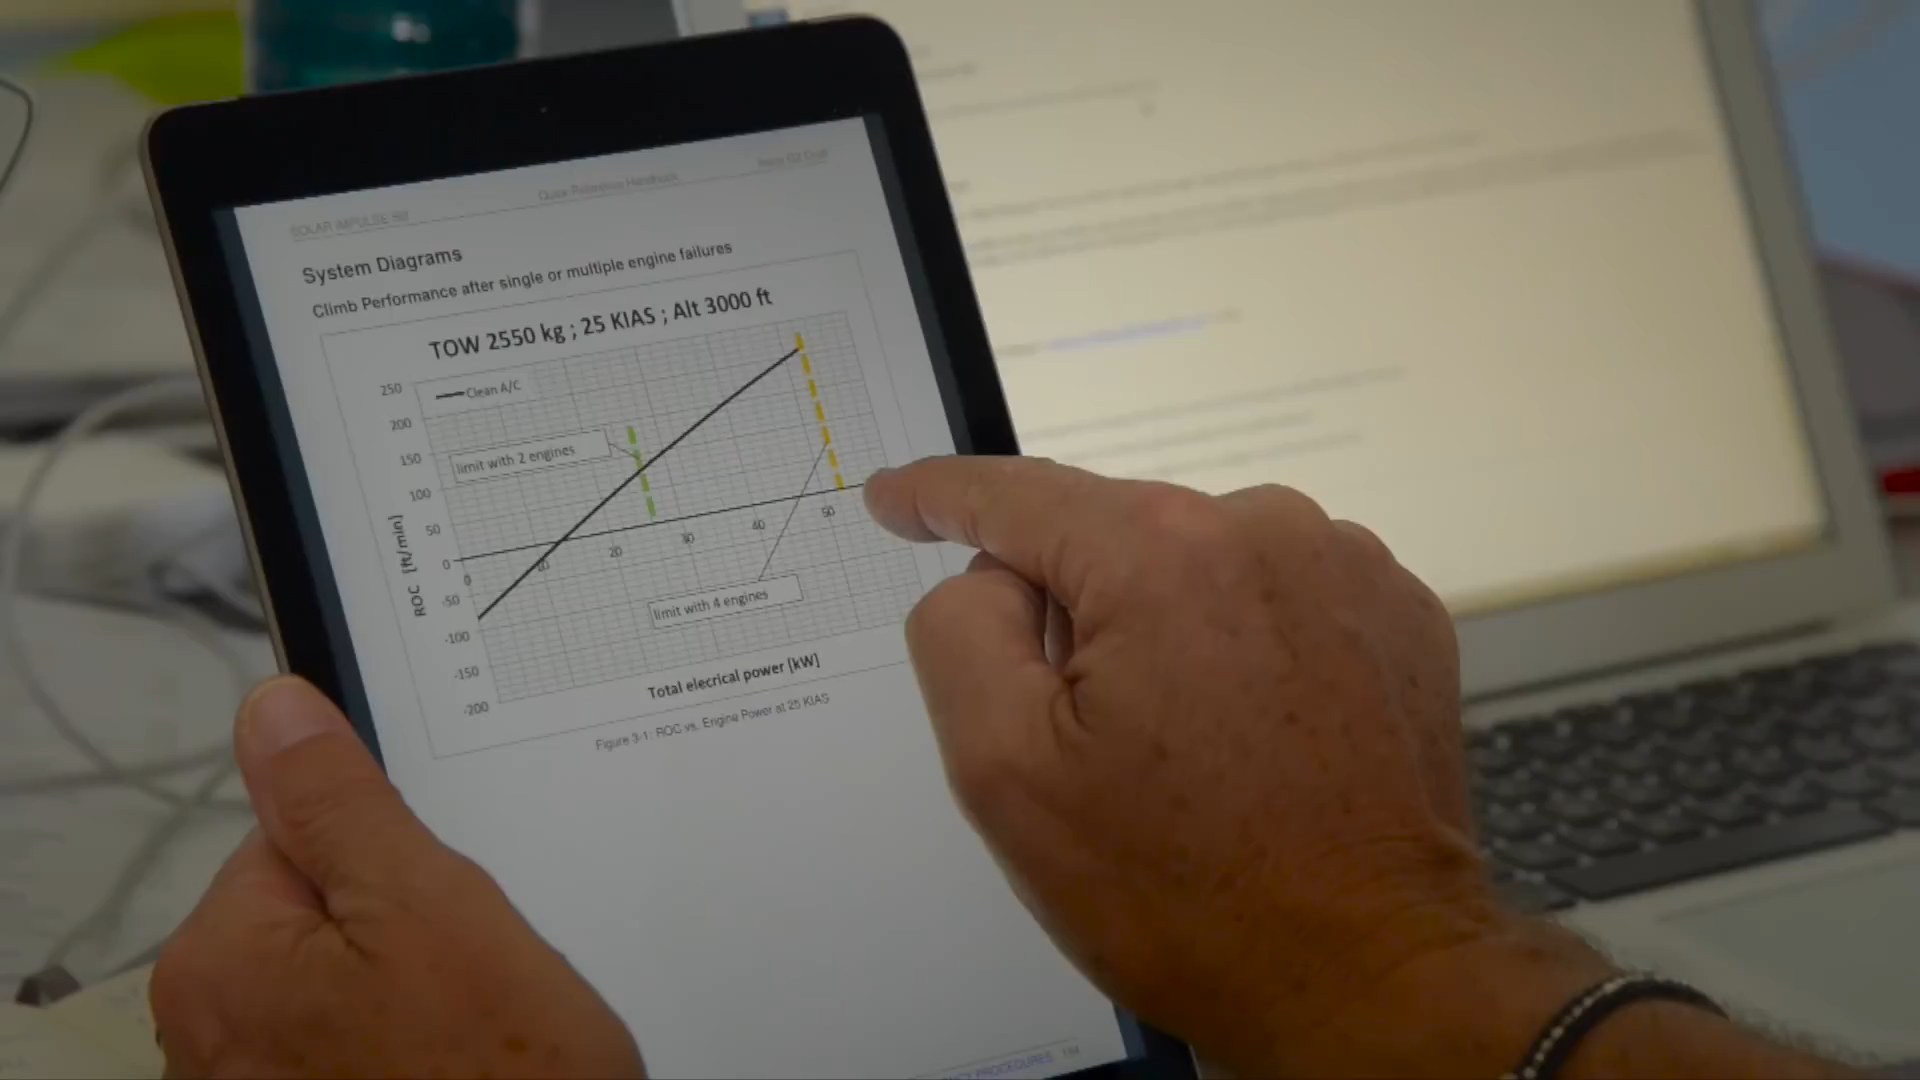 SOLAR IMPULSE
Quick Reference Handbook
System Diagrams
Climb Performance after single or multiple engine failures
TOW 2550 kg ; 25 KIAS ; Alt 3000 ft
250
Clean A/C
200
150
limit with 2 engines
100
50
0
0
10
20
30
40
50
-50
-100
-150
-200
ROC [ft/min]
limit with 4 engines
Total elecrical power [kW]
Figure 3-1: ROC vs. Engine Power at 25 KIAS
PROCEDURES